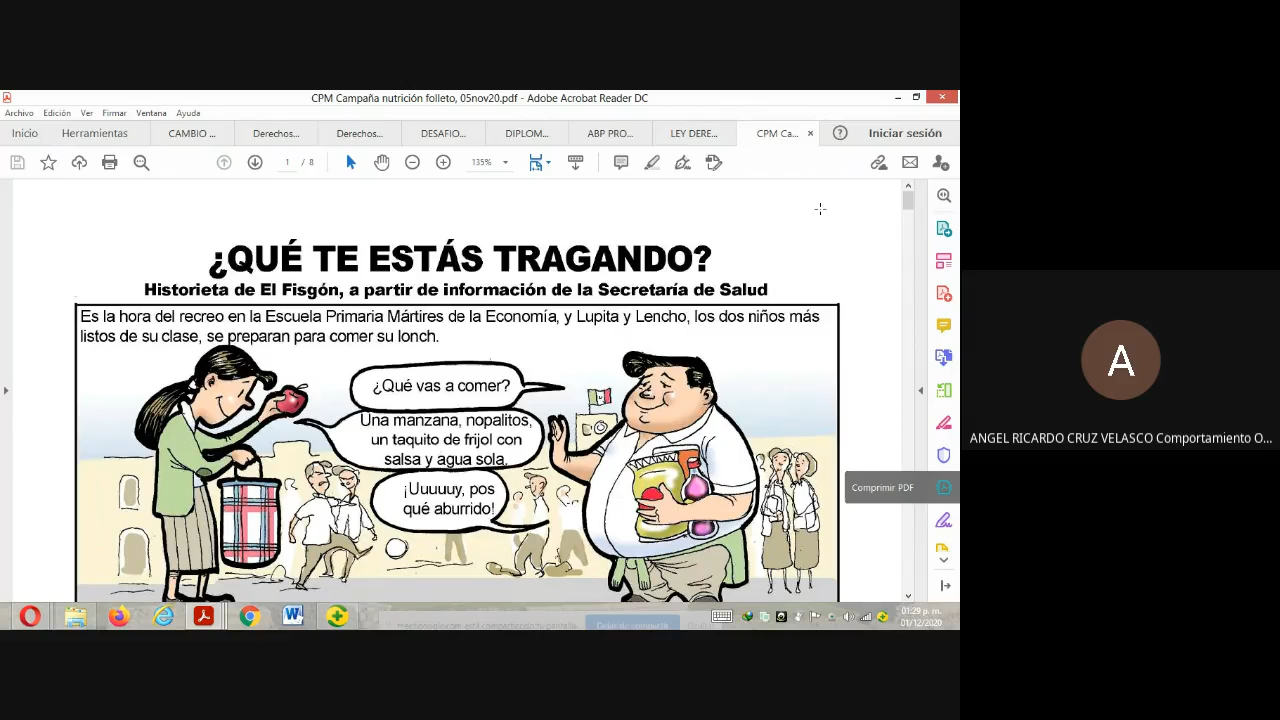 CPM Campaña nutrición folleto, 05nov20.pdf - Adobe Acrobat Reader DC
Archivo Edición Ver Firmar Ventana Ayuda
Inicio Herramientas CAMBIO ... Derechos... Derechos... DESAFIO... DIPLOM... ABP PRO... LEY DERE... CPM Ca... × Iniciar sesión
1 / 8 135%
¿QUÉ TE ESTÁS TRAGANDO?
Historieta de El Fisgón, a partir de información de la Secretaría de Salud
Es la hora del recreo en la Escuela Primaria Mártires de la Economía, y Lupita y Lencho, los dos niños más
listos de su clase, se preparan para comer su lonch.
¿Qué vas a comer?
Una manzana, nopalitos,
un taquito de frijol con
salsa y agua sola.
¡Uuuuuy, pos
qué aburrido!
Comprimir PDF
A
ANGEL RICARDO CRUZ VELASCO Comportamiento O...
01:29 p. m.
01/12/2020